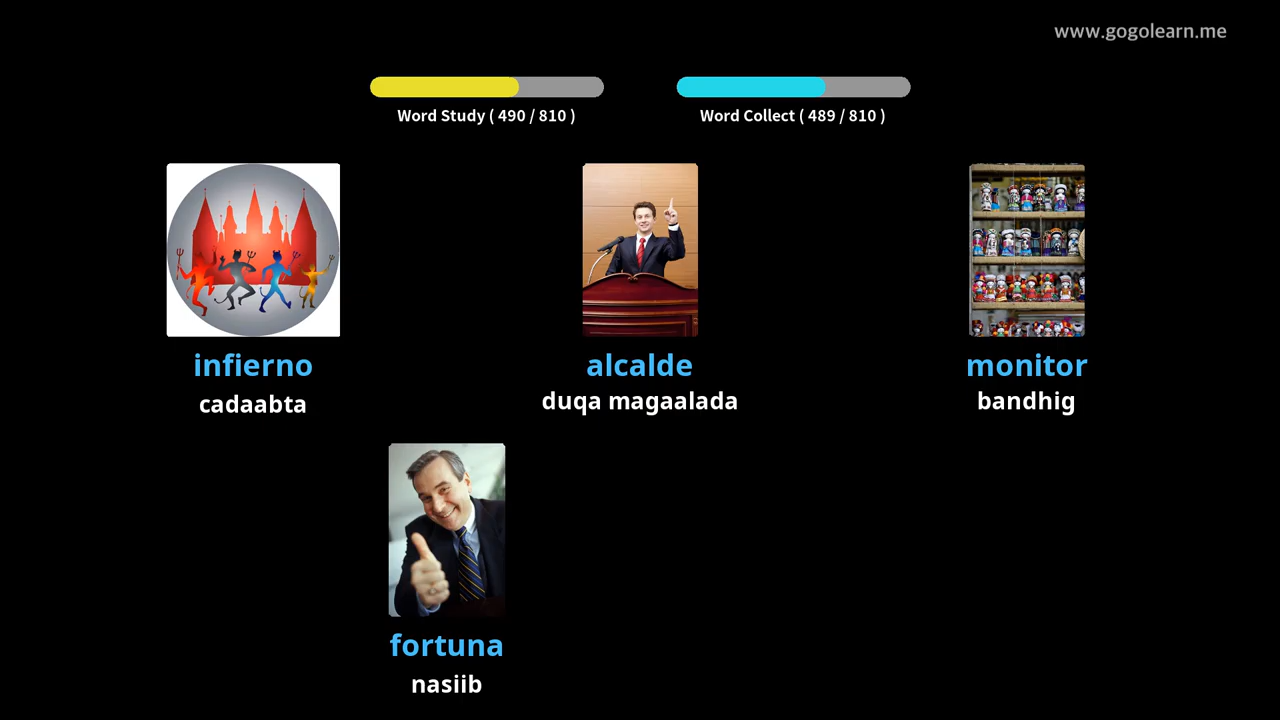 www.gogolearn.me
Word Study ( 490 / 810 )
Word Collect ( 489 / 810 )
infierno
cadaabta
alcalde
duqa magaalada
monitor
bandhig
fortuna
nasiib